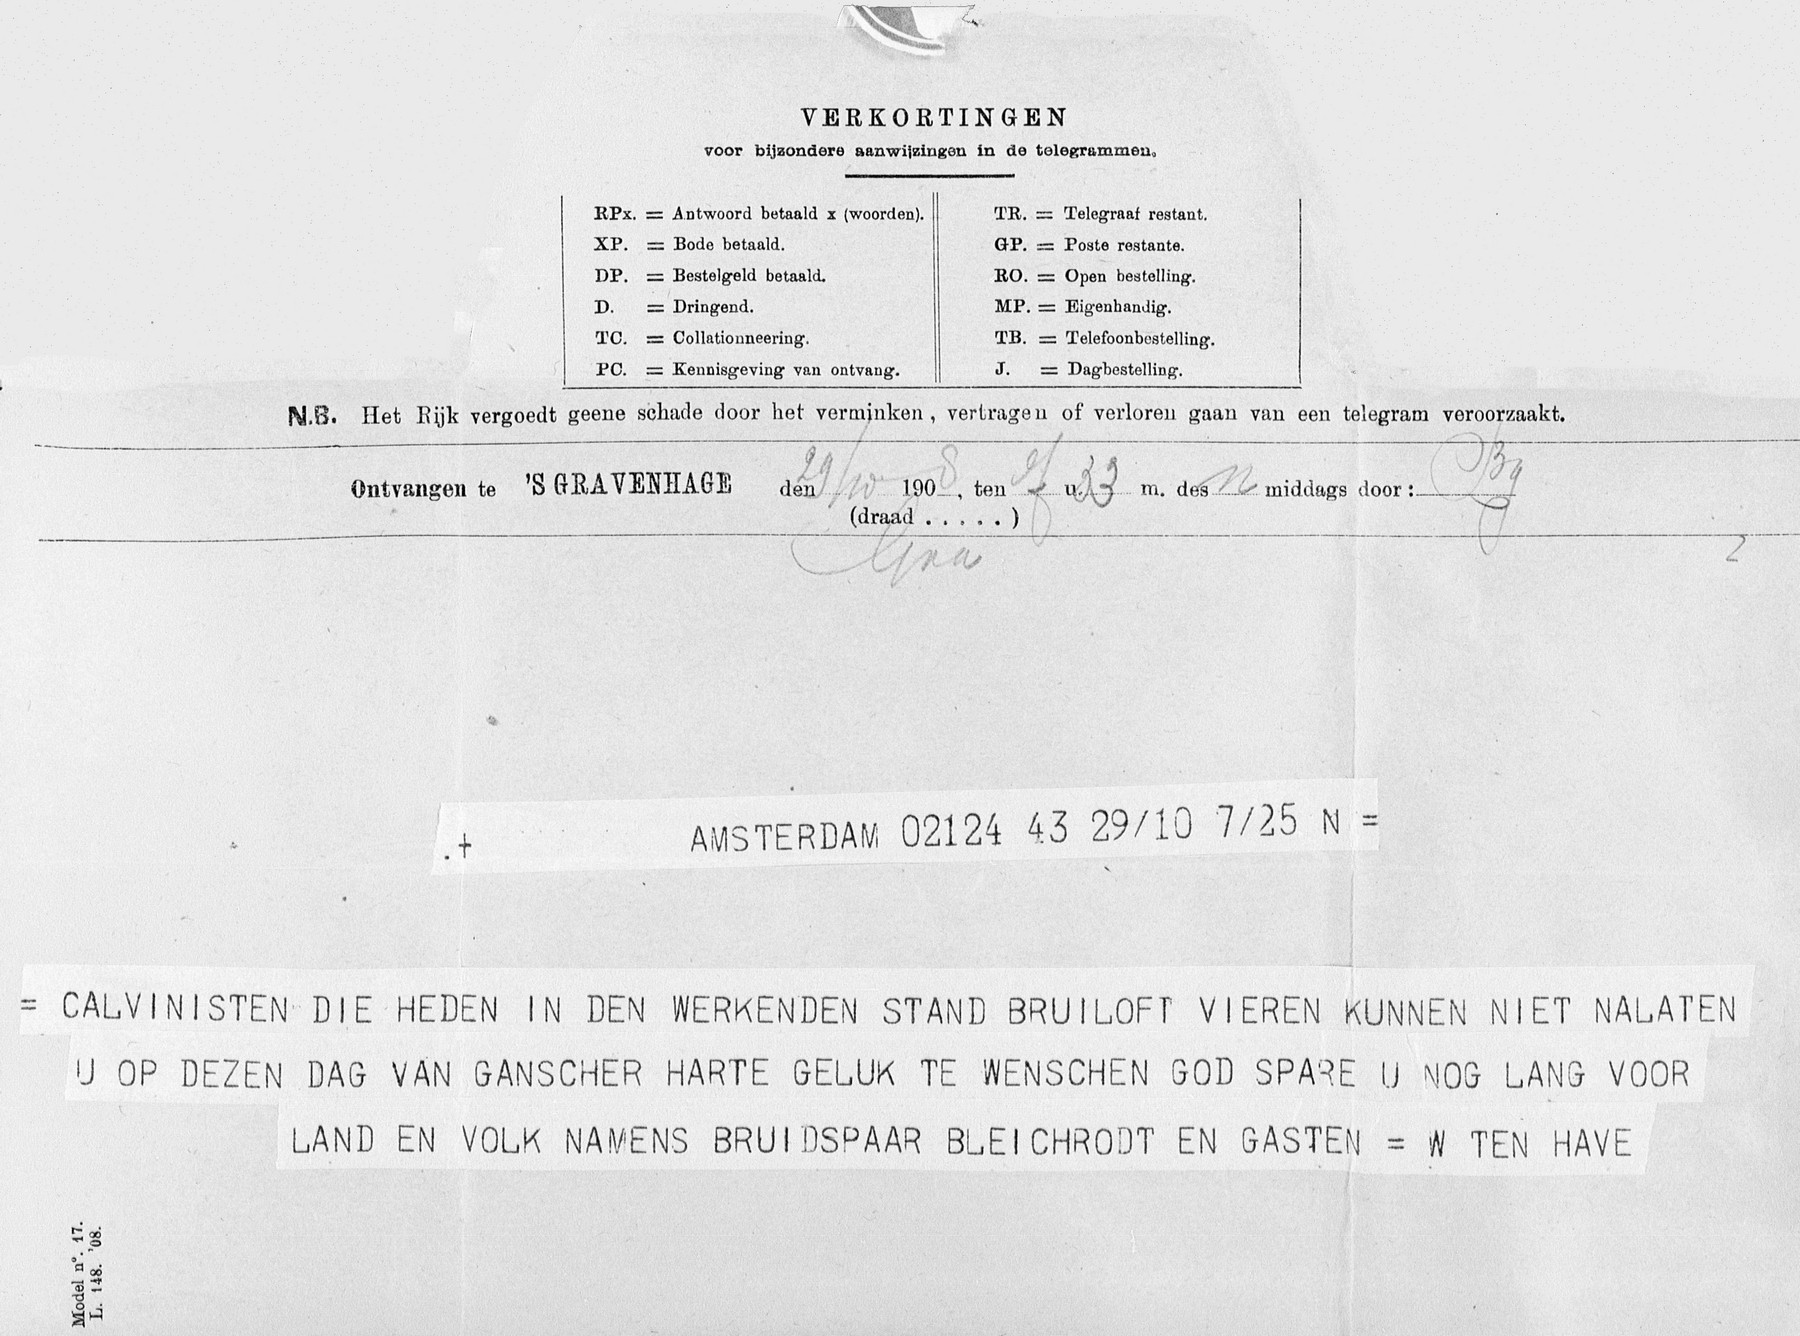 VERKORTINGEN
voor bijzondere aanwijzingen in de telegrammen.
RPx. = Antwoord betaald x (woorden).
XP. = Bode betaald.
DP. = Bestelgeld betaald.
D. = Dringend.
TC. = Collationneering.
PC. = Kennisgeving van ontvang.
TR. = Telegraaf restant.
GP. = Poste restante.
RO. = Open bestelling.
MP. = Eigenhandig.
TB. = Telefoonbestelling.
J. = Dagbestelling.
N.B. Het Rijk vergoedt geene schade door het verminken, vertragen of verloren gaan van een telegram veroorzaakt.
Ontvangen te 'S GRAVENHAGE den 29/10 1908, ten u. 33 m. des n middags door:
(draad . . . . . )
2
.+ AMSTERDAM 02124 43 29/10 7/25 N =
= CALVINISTEN DIE HEDEN IN DEN WERKENDEN STAND BRUILOFT VIEREN KUNNEN NIET NALATEN
U OP DEZEN DAG VAN GANSCHER HARTE GELUK TE WENSCHEN GOD SPARE U NOG LANG VOOR
LAND EN VOLK NAMENS BRUIDSPAAR BLEICHRODT EN GASTEN = W TEN HAVE
Model n°. 17.
L. 148. '08.